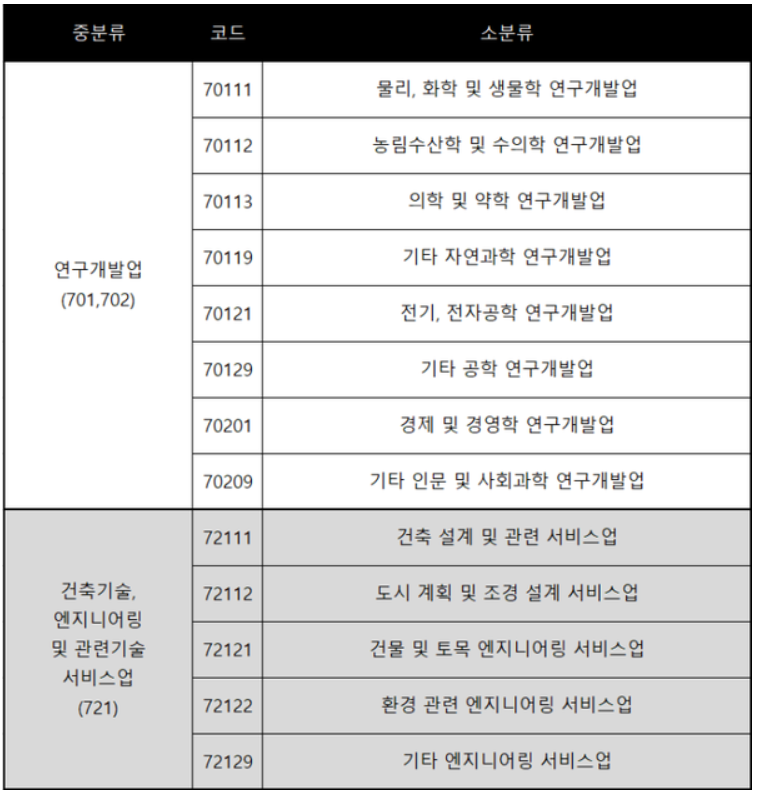 중분류 코드 소분류
연구개발업
(701,702)
70111 물리, 화학 및 생물학 연구개발업
70112 농림수산학 및 수의학 연구개발업
70113 의학 및 약학 연구개발업
70119 기타 자연과학 연구개발업
70121 전기, 전자공학 연구개발업
70129 기타 공학 연구개발업
70201 경제 및 경영학 연구개발업
70209 기타 인문 및 사회과학 연구개발업
건축기술,
엔지니어링
및 관련기술
서비스업
(721)
72111 건축 설계 및 관련 서비스업
72112 도시 계획 및 조경 설계 서비스업
72121 건물 및 토목 엔지니어링 서비스업
72122 환경 관련 엔지니어링 서비스업
72129 기타 엔지니어링 서비스업